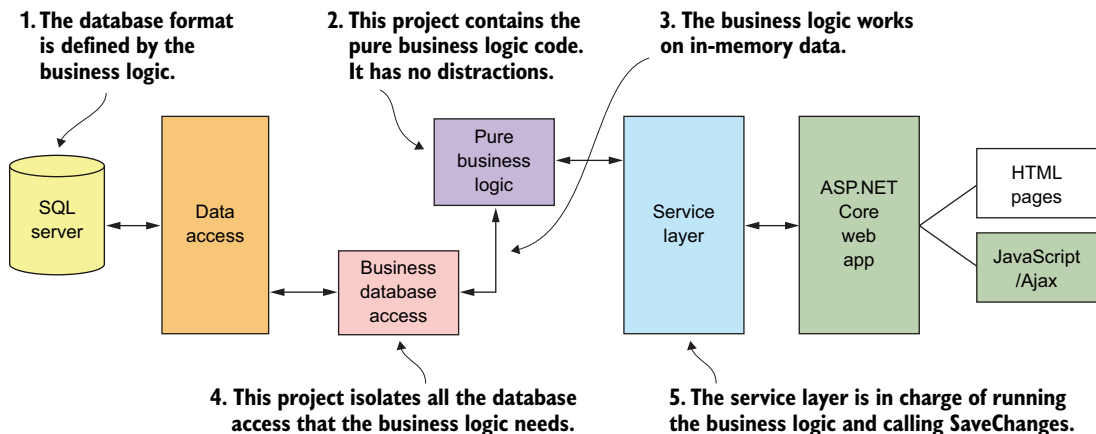 1. The database format
is defined by the
business logic.
2. This project contains the
pure business logic code.
It has no distractions.
3. The business logic works
on in-memory data.
SQL
server
Data
access
Pure
business
logic
Business
database
access
Service
layer
ASP.NET
Core
web
app
HTML
pages
JavaScript
/Ajax
4. This project isolates all the database
access that the business logic needs.
5. The service layer is in charge of running
the business logic and calling SaveChanges.